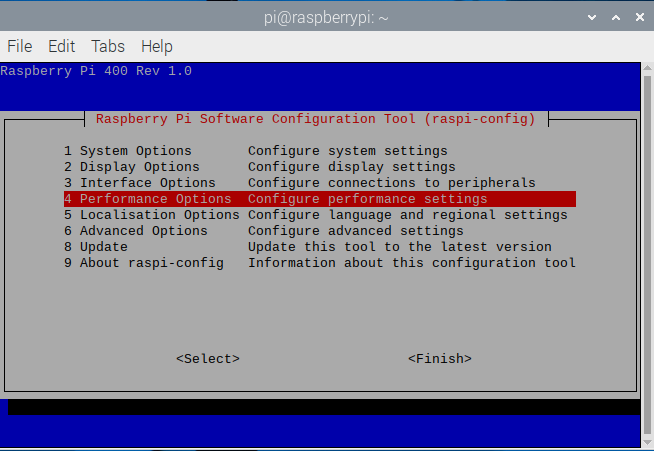 pi@raspberrypi: ~
File Edit Tabs Help
Raspberry Pi 400 Rev 1.0
Raspberry Pi Software Configuration Tool (raspi-config)
1 System Options Configure system settings
2 Display Options Configure display settings
3 Interface Options Configure connections to peripherals
4 Performance Options Configure performance settings
5 Localisation Options Configure language and regional settings
6 Advanced Options Configure advanced settings
8 Update Update this tool to the latest version
9 About raspi-config Information about this configuration tool
<Select> <Finish>